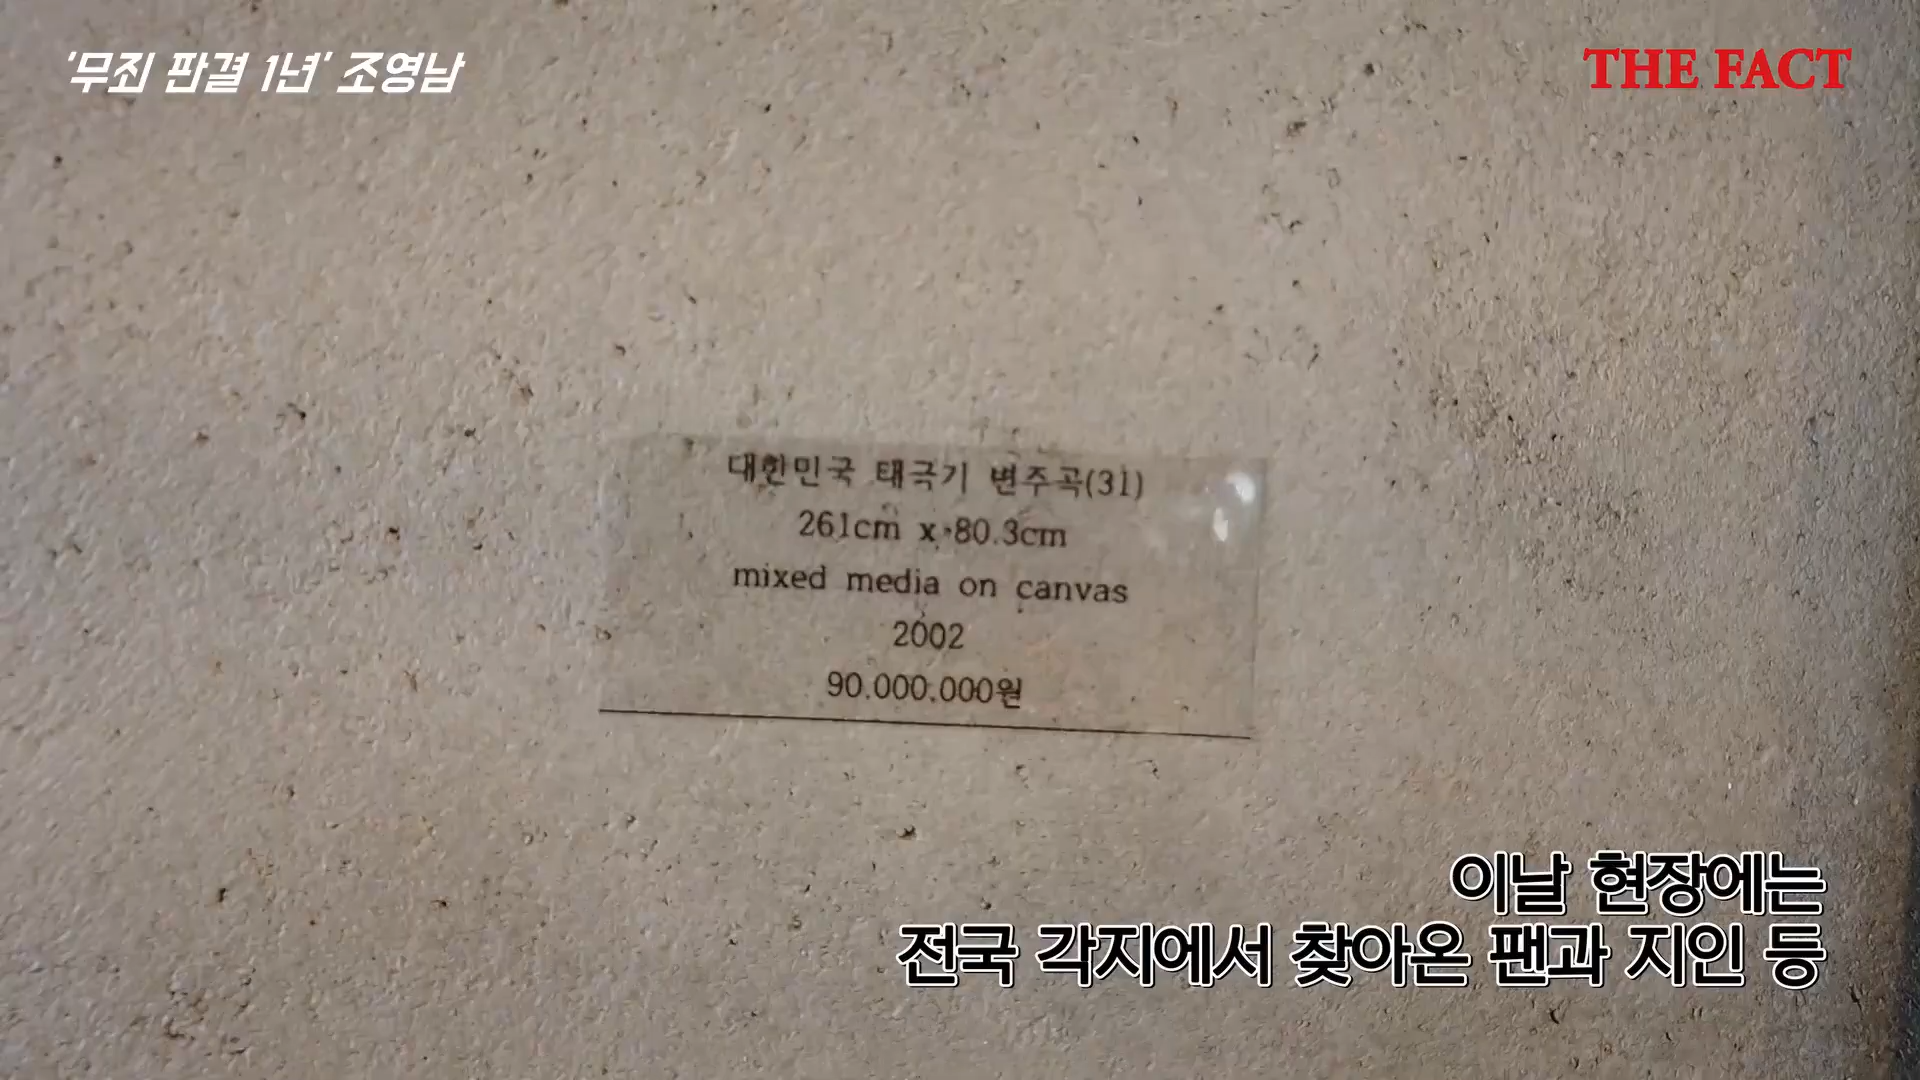 '무죄 판결 1년' 조영남
THE FACT
대한민국 태극기 변주곡(31)
261cm x 80.3cm
mixed media on canvas
2002
90.000.000원
이날 현장에는
전국 각지에서 찾아온 팬과 지인 등